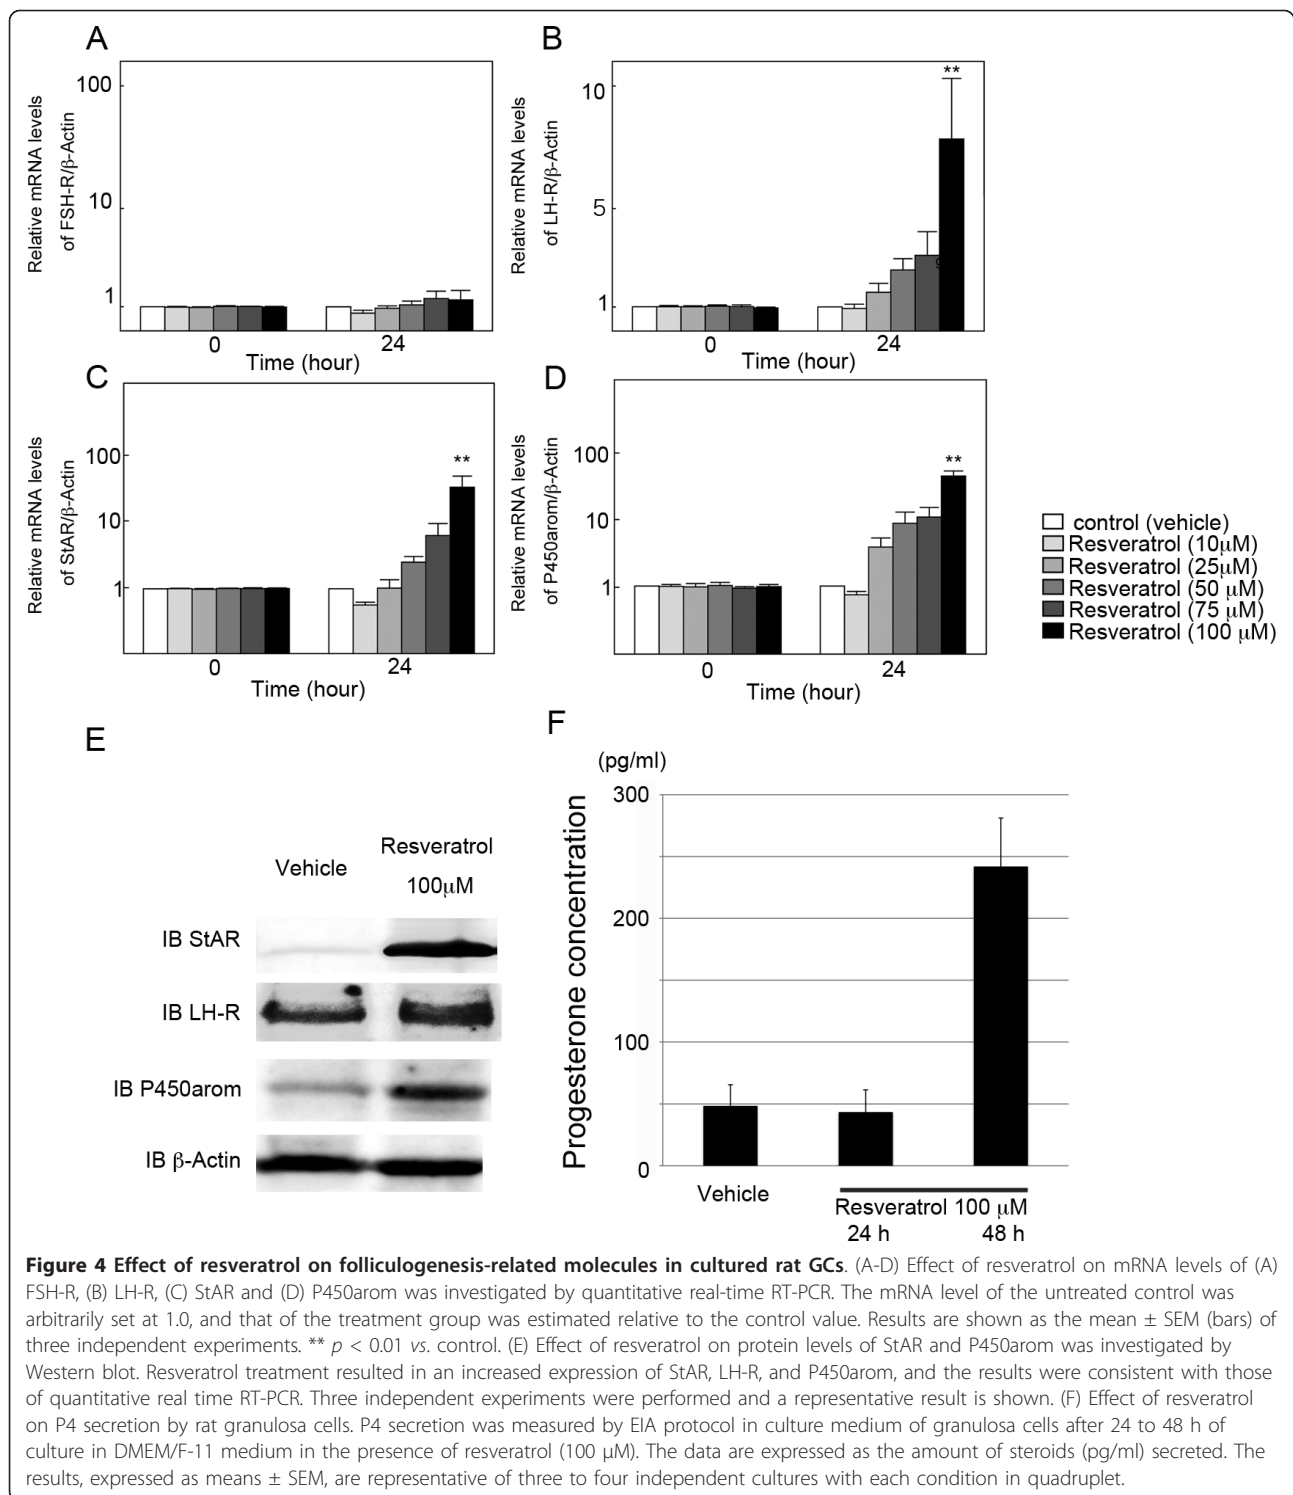 A
Relative mRNA levels
of FSH-R/β-Actin
100
10
1
0
24
Time (hour)
B
Relative mRNA levels
of LH-R/β-Actin
10
5
1
**
0
24
Time (hour)
C
Relative mRNA levels
of StAR/β-Actin
100
10
1
**
0
24
Time (hour)
D
Relative mRNA levels
of P450arom/β-Actin
100
10
1
**
0
24
Time (hour)
control (vehicle)
Resveratrol (10μM)
Resveratrol (25μM)
Resveratrol (50 μM)
Resveratrol (75 μM)
Resveratrol (100 μM)
E
Vehicle
Resveratrol
100μM
IB StAR
IB LH-R
IB P450arom
IB β-Actin
F
(pg/ml)
Progesterone concentration
300
200
100
0
Vehicle
Resveratrol 100 μM
24 h
48 h
Figure 4 Effect of resveratrol on folliculogenesis-related molecules in cultured rat GCs. (A-D) Effect of resveratrol on mRNA levels of (A)
FSH-R, (B) LH-R, (C) StAR and (D) P450arom was investigated by quantitative real-time RT-PCR. The mRNA level of the untreated control was
arbitrarily set at 1.0, and that of the treatment group was estimated relative to the control value. Results are shown as the mean ± SEM (bars) of
three independent experiments. ** p < 0.01 vs. control. (E) Effect of resveratrol on protein levels of StAR and P450arom was investigated by
Western blot. Resveratrol treatment resulted in an increased expression of StAR, LH-R, and P450arom, and the results were consistent with those
of quantitative real time RT-PCR. Three independent experiments were performed and a representative result is shown. (F) Effect of resveratrol
on P4 secretion by rat granulosa cells. P4 secretion was measured by EIA protocol in culture medium of granulosa cells after 24 to 48 h of
culture in DMEM/F-11 medium in the presence of resveratrol (100 μM). The data are expressed as the amount of steroids (pg/ml) secreted. The
results, expressed as means ± SEM, are representative of three to four independent cultures with each condition in quadruplet.